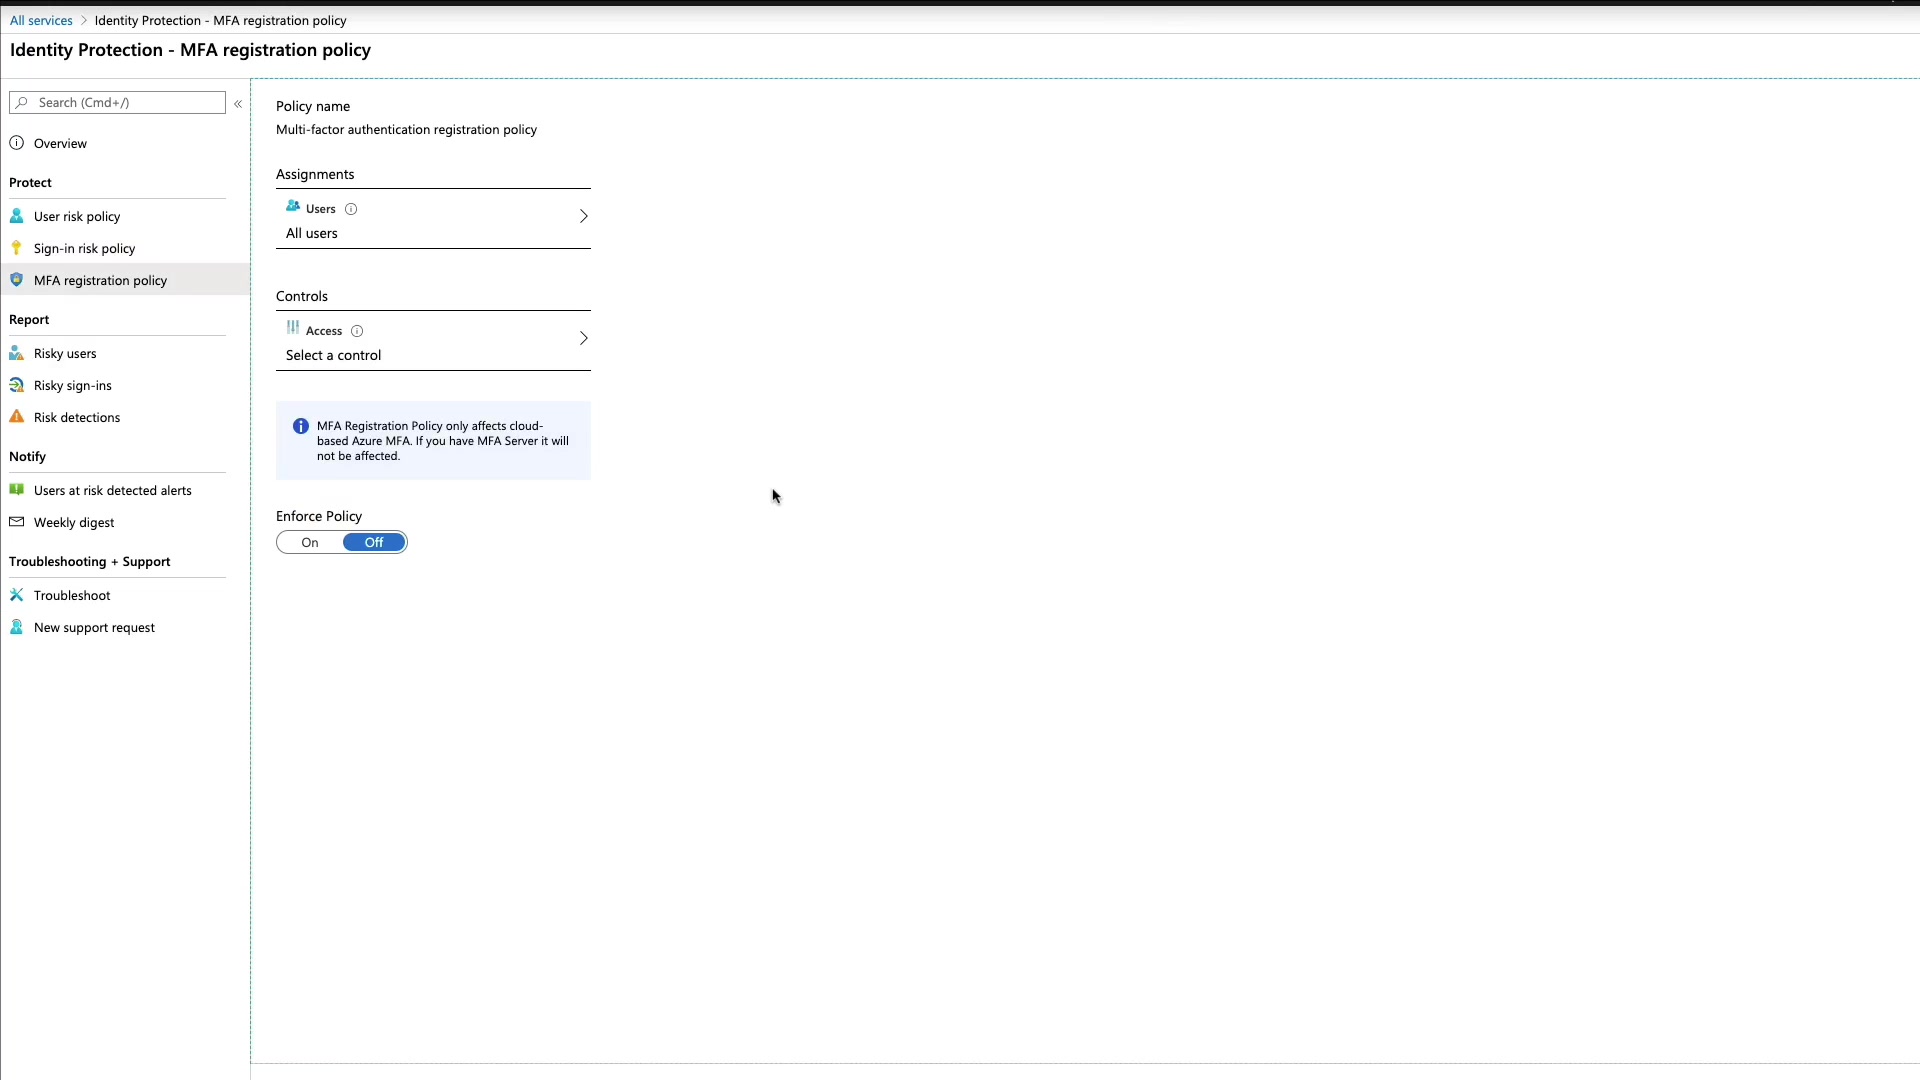 All services > Identity Protection - MFA registration policy
Identity Protection - MFA registration policy
Search (Cmd+/)
«
Overview
Protect
User risk policy
Sign-in risk policy
MFA registration policy
Report
Risky users
Risky sign-ins
Risk detections
Notify
Users at risk detected alerts
Weekly digest
Troubleshooting + Support
Troubleshoot
New support request
Policy name
Multi-factor authentication registration policy
Assignments
Users
All users
Controls
Access
Select a control
MFA Registration Policy only affects cloud-
based Azure MFA. If you have MFA Server it will
not be affected.
Enforce Policy
On Off